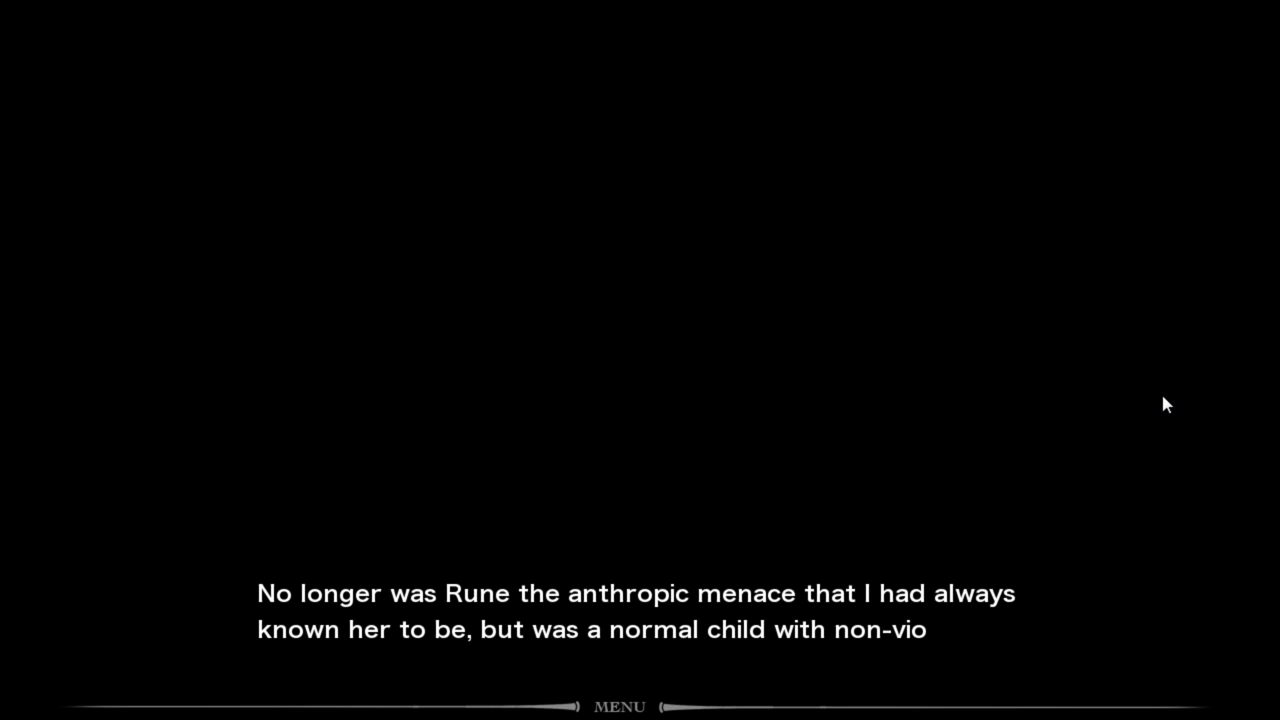 No longer was Rune the anthropic menace that I had always
known her to be, but was a normal child with non-vio
MENU